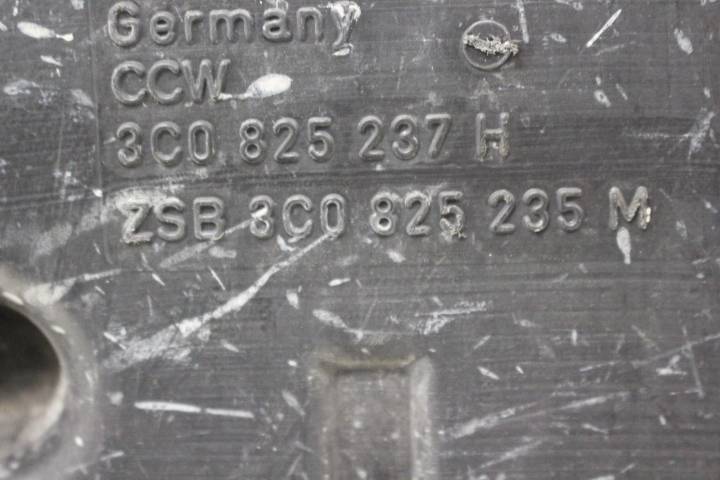 Germany
CCW
3C0 825 237 H
ZSB 3C0 825 235 M